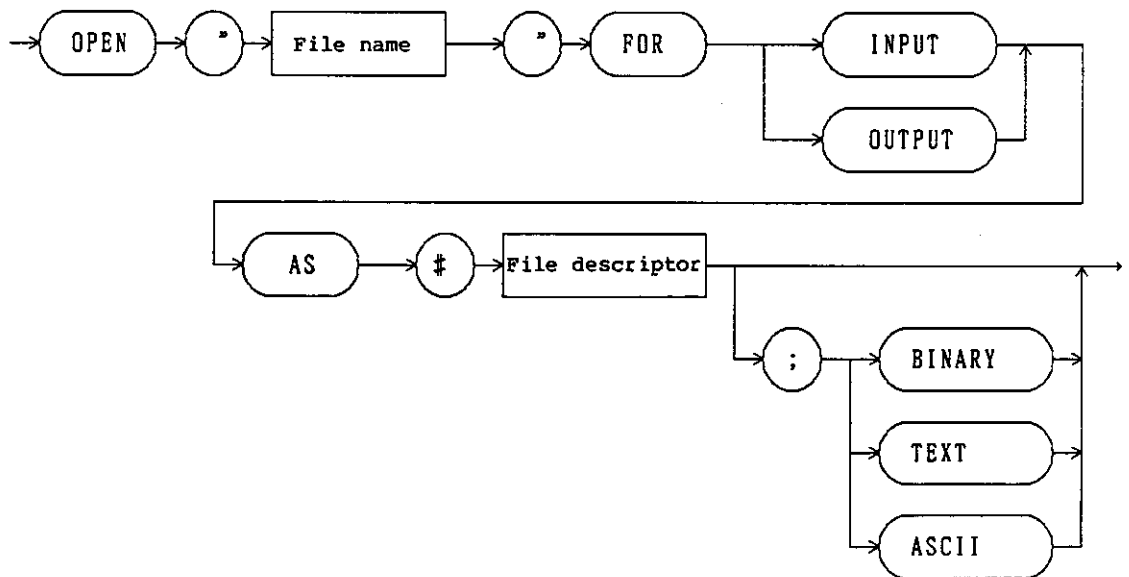 OPEN " File name " FOR INPUT
OUTPUT
AS # File descriptor
; BINARY
TEXT
ASCII